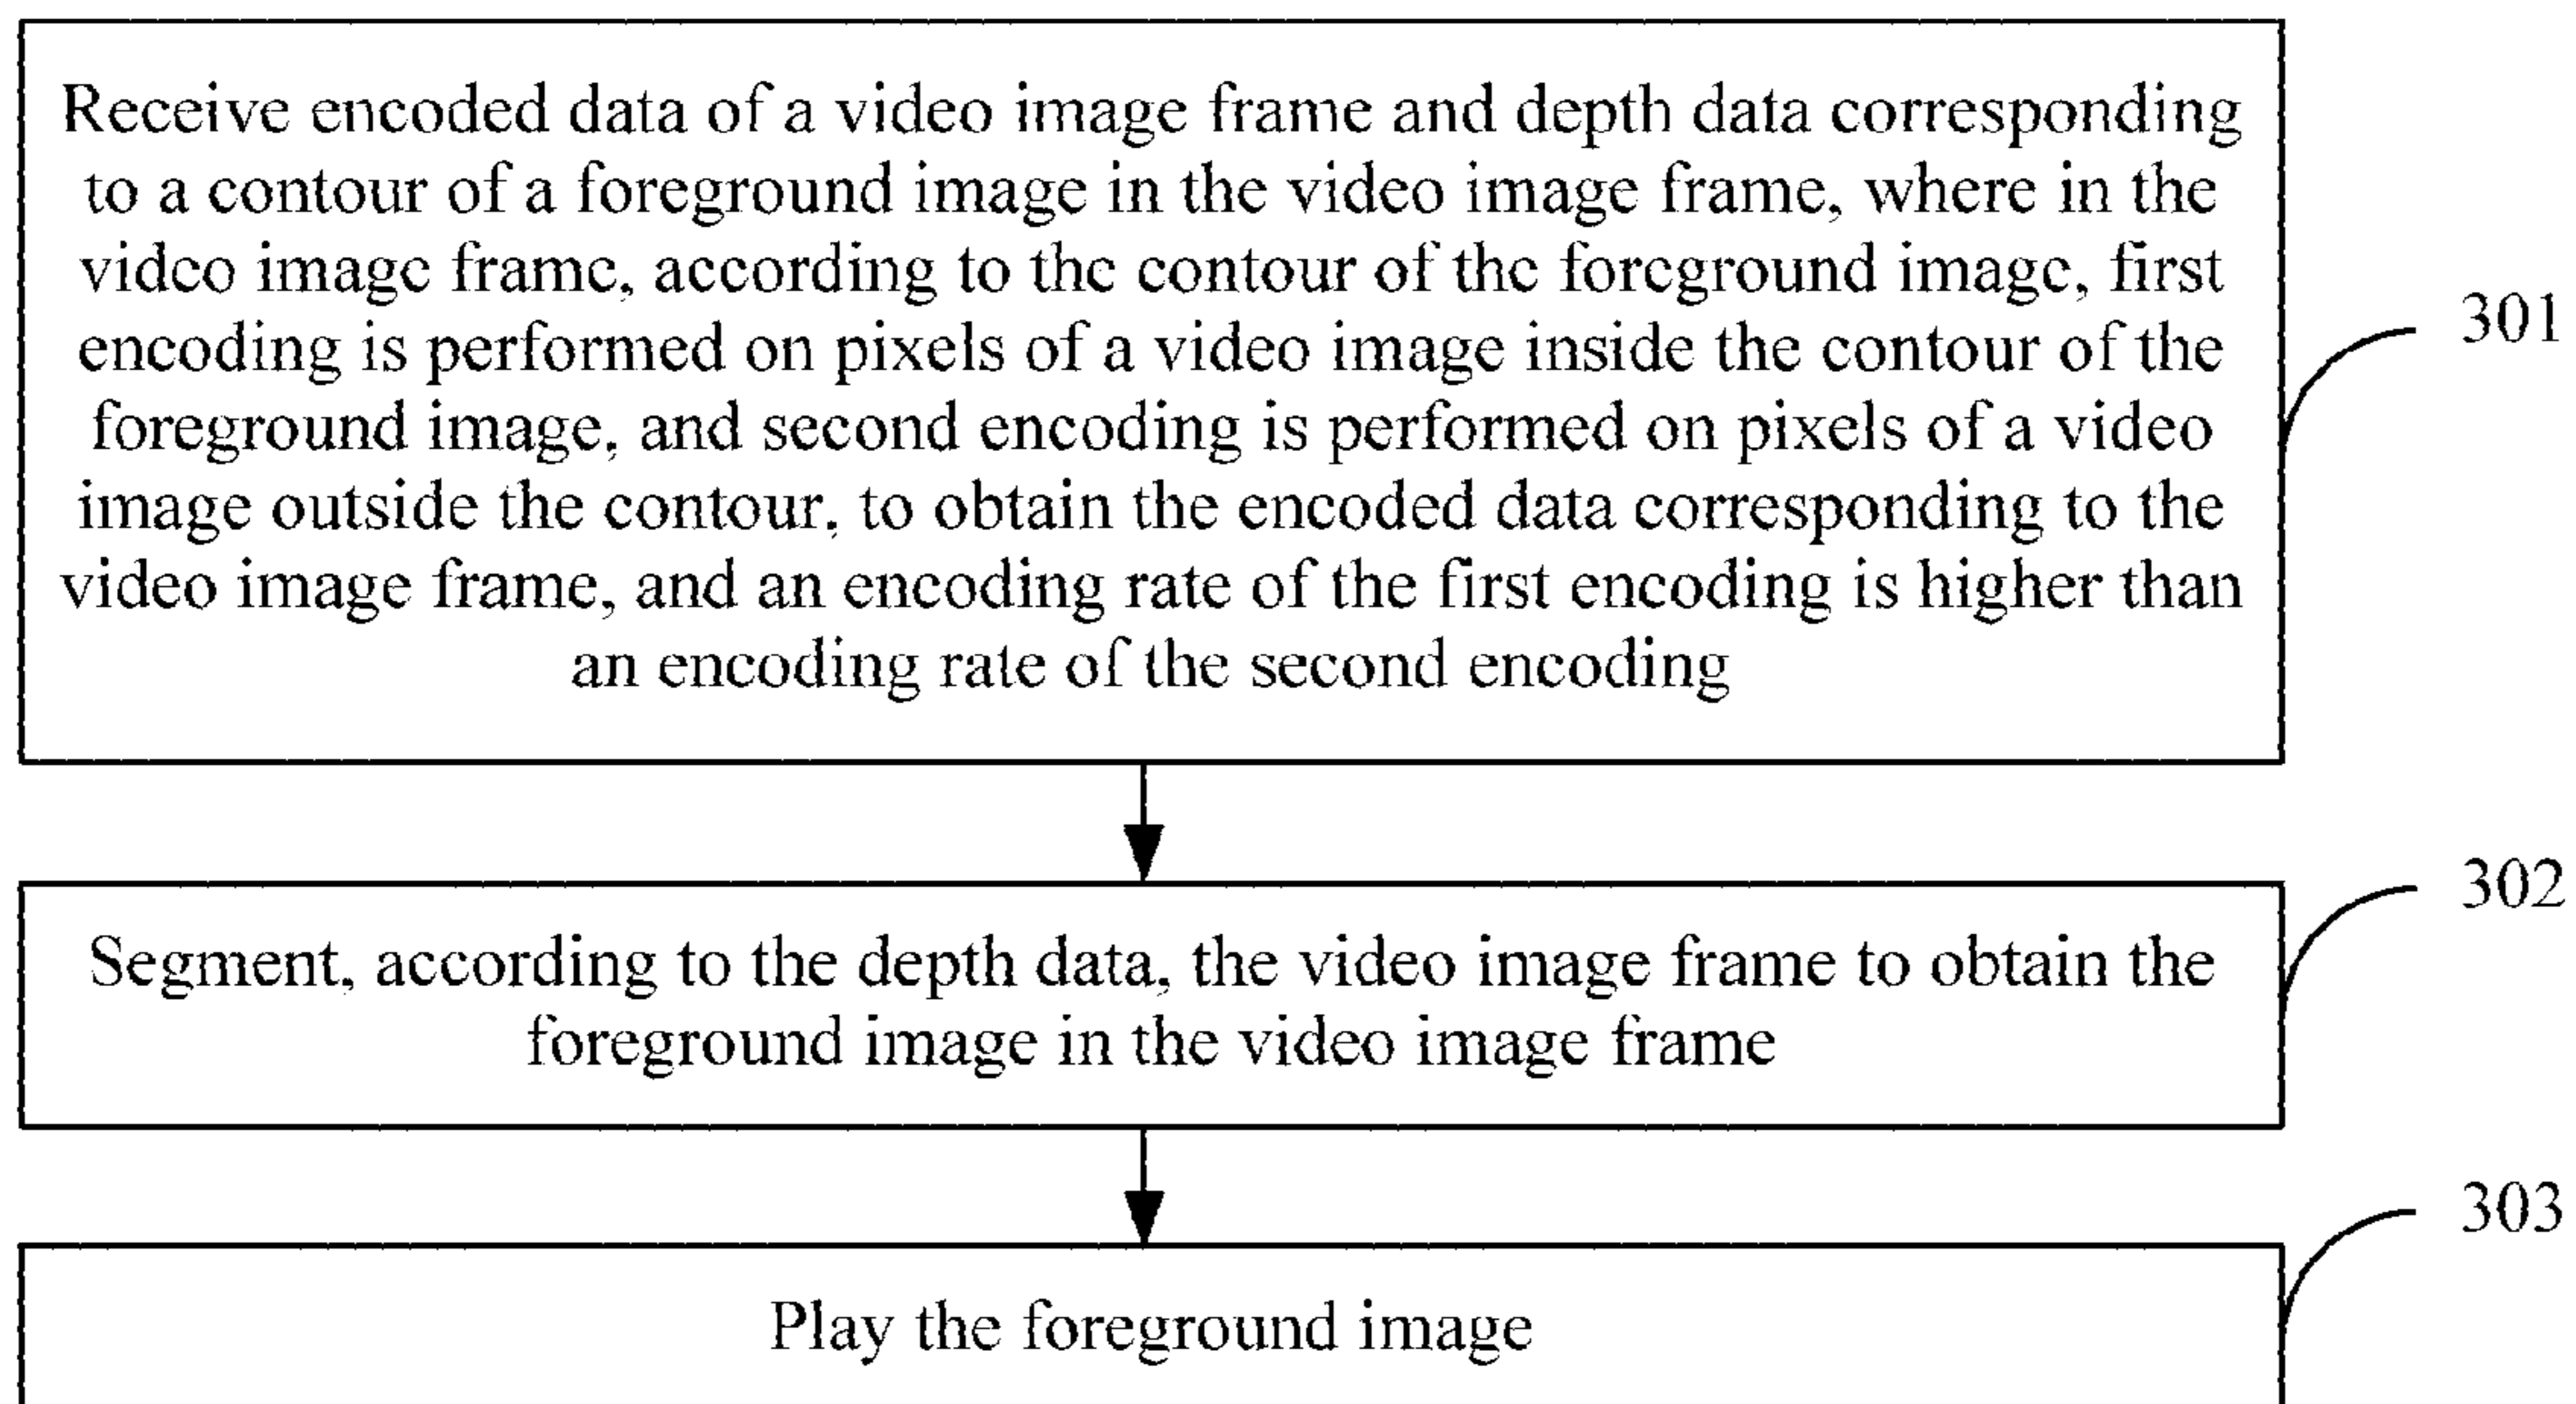 Receive encoded data of a video image frame and depth data corresponding
to a contour of a foreground image in the video image frame, where in the
video image frame, according to the contour of the foreground image, first
encoding is performed on pixels of a video image inside the contour of the
foreground image, and second encoding is performed on pixels of a video
image outside the contour, to obtain the encoded data corresponding to the
video image frame, and an encoding rate of the first encoding is higher than
an encoding rate of the second encoding
301
Segment, according to the depth data, the video image frame to obtain the
foreground image in the video image frame
302
Play the foreground image
303